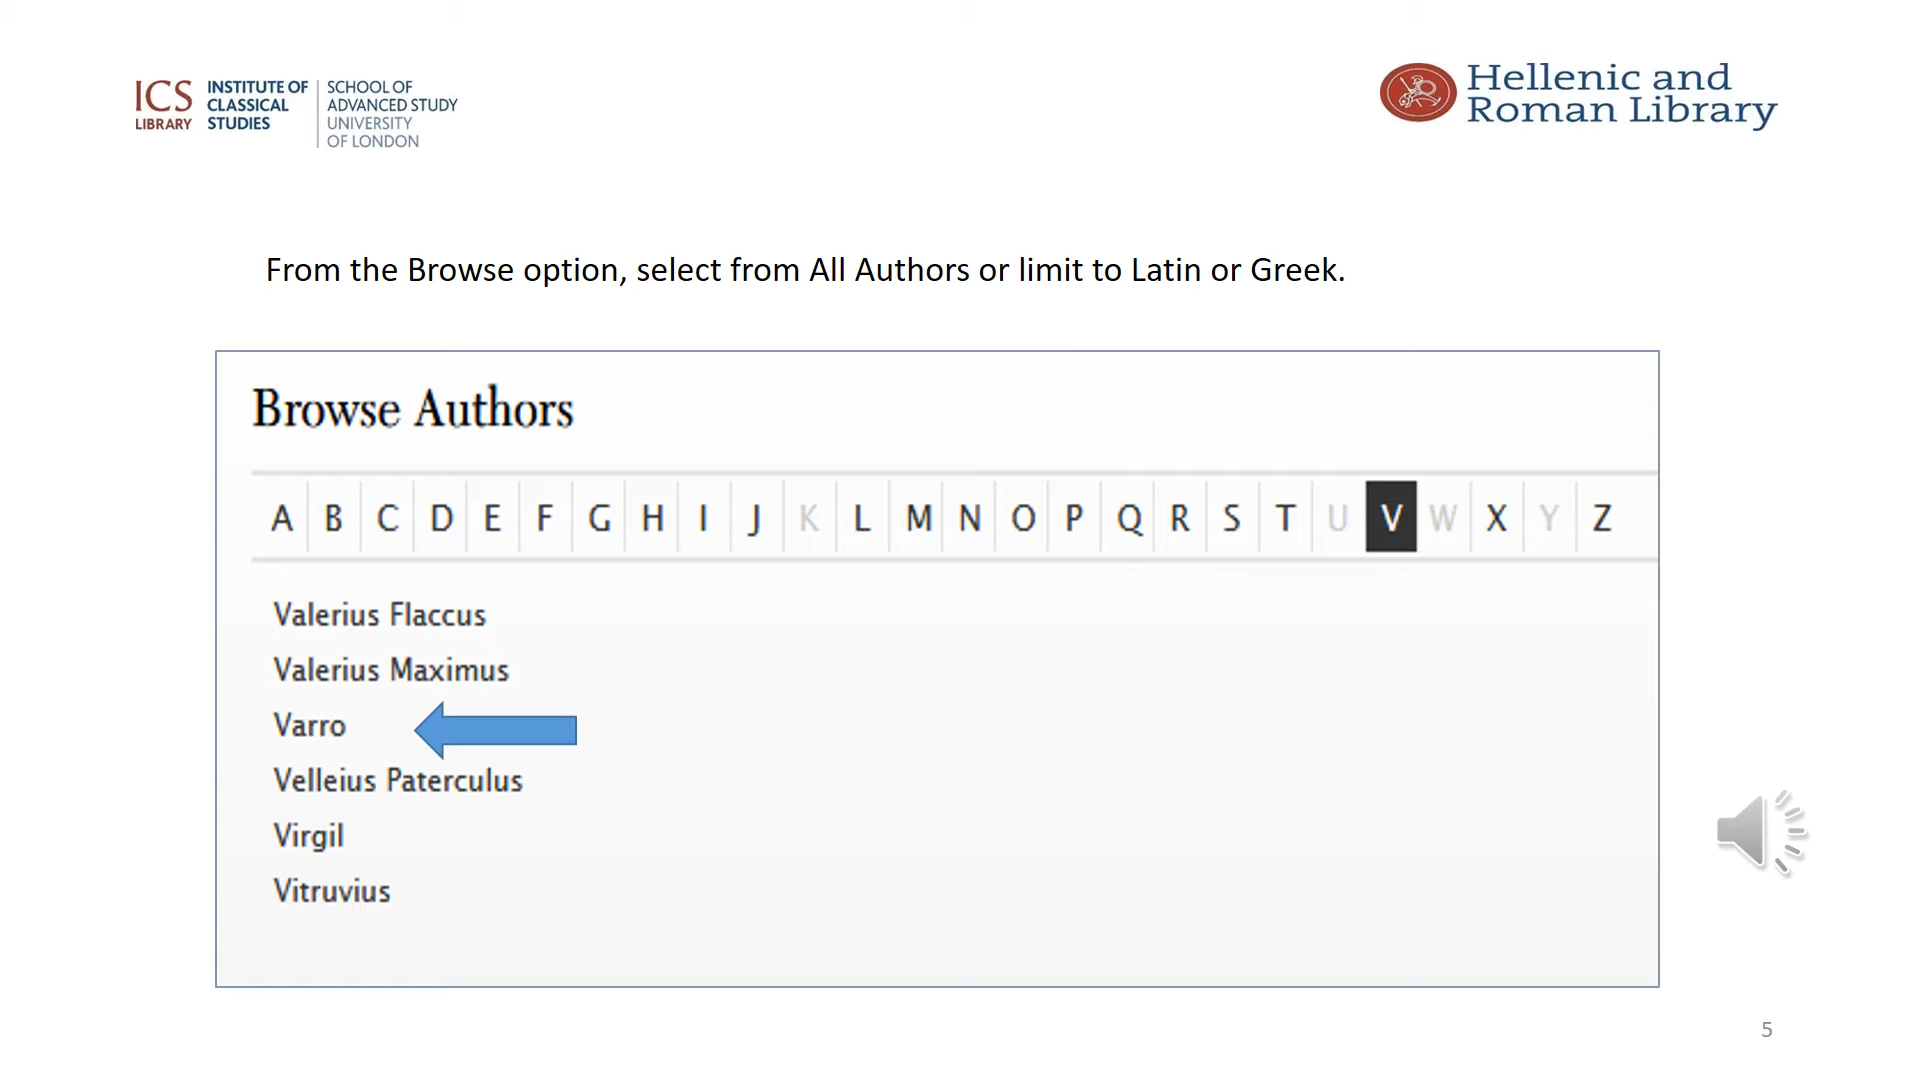 ICS LIBRARY
INSTITUTE OF CLASSICAL STUDIES
SCHOOL OF ADVANCED STUDY
UNIVERSITY OF LONDON
Hellenic and
Roman Library
From the Browse option, select from All Authors or limit to Latin or Greek.
Browse Authors
A B C D E F G H I J K L M N O P Q R S T U V W X Y Z
Valerius Flaccus
Valerius Maximus
Varro
Velleius Paterculus
Virgil
Vitruvius
5